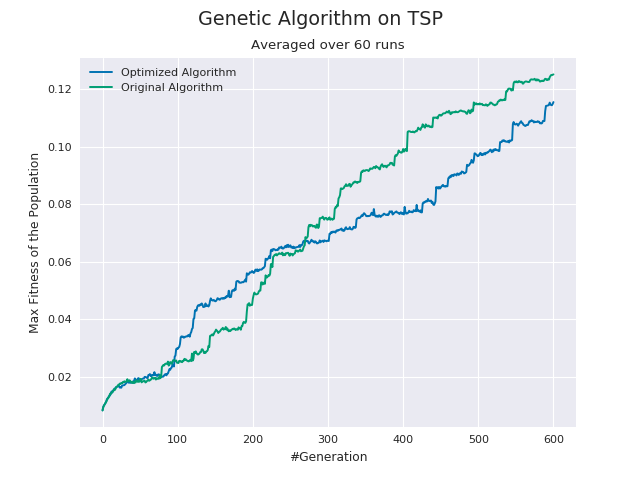 Genetic Algorithm on TSP
Averaged over 60 runs
Optimized Algorithm
Original Algorithm
Max Fitness of the Population
0.12
0.10
0.08
0.06
0.04
0.02
0 100 200 300 400 500 600
#Generation